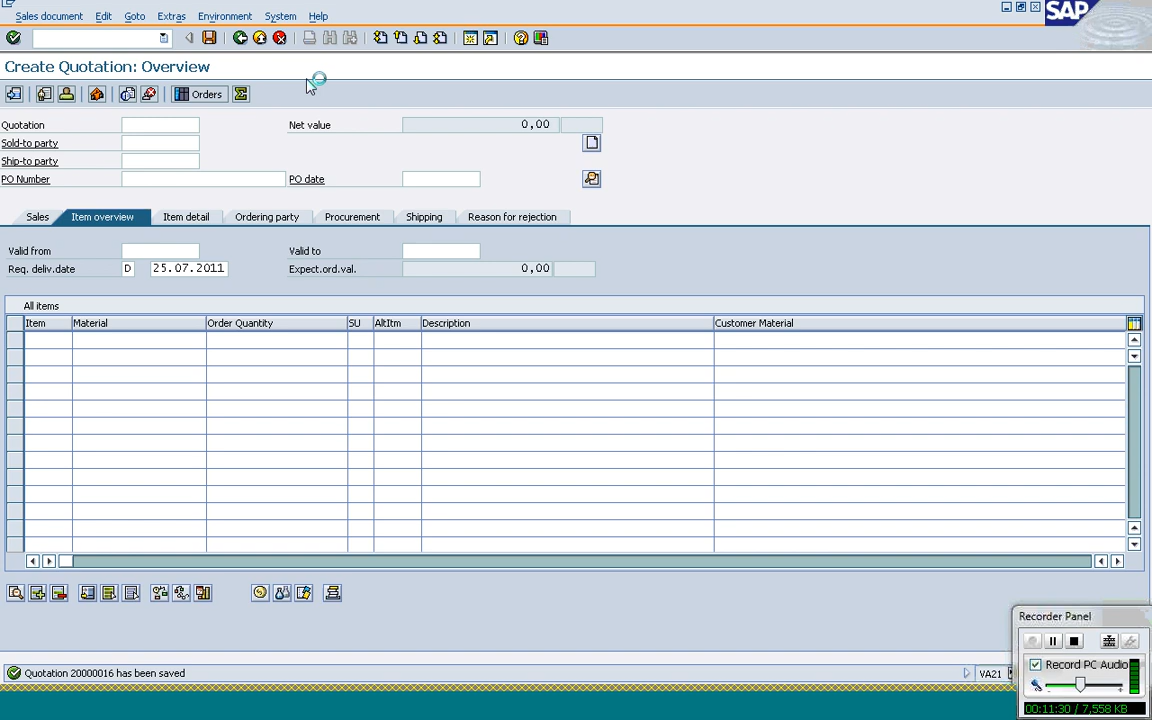 Sales document Edit Goto Extras Environment System Help
SAP
Create Quotation: Overview
Orders
Quotation Net value 0,00
Sold-to party
Ship-to party
PO Number PO date
Sales Item overview Item detail Ordering party Procurement Shipping Reason for rejection
Valid from Valid to
Req. deliv.date D 25.07.2011 Expect.ord.val. 0,00
All items
Item Material Order Quantity SU AltItm Description Customer Material
Recorder Panel
Record PC Audio
Quotation 20000016 has been saved VA21
00:11:30 / 7,558 KB